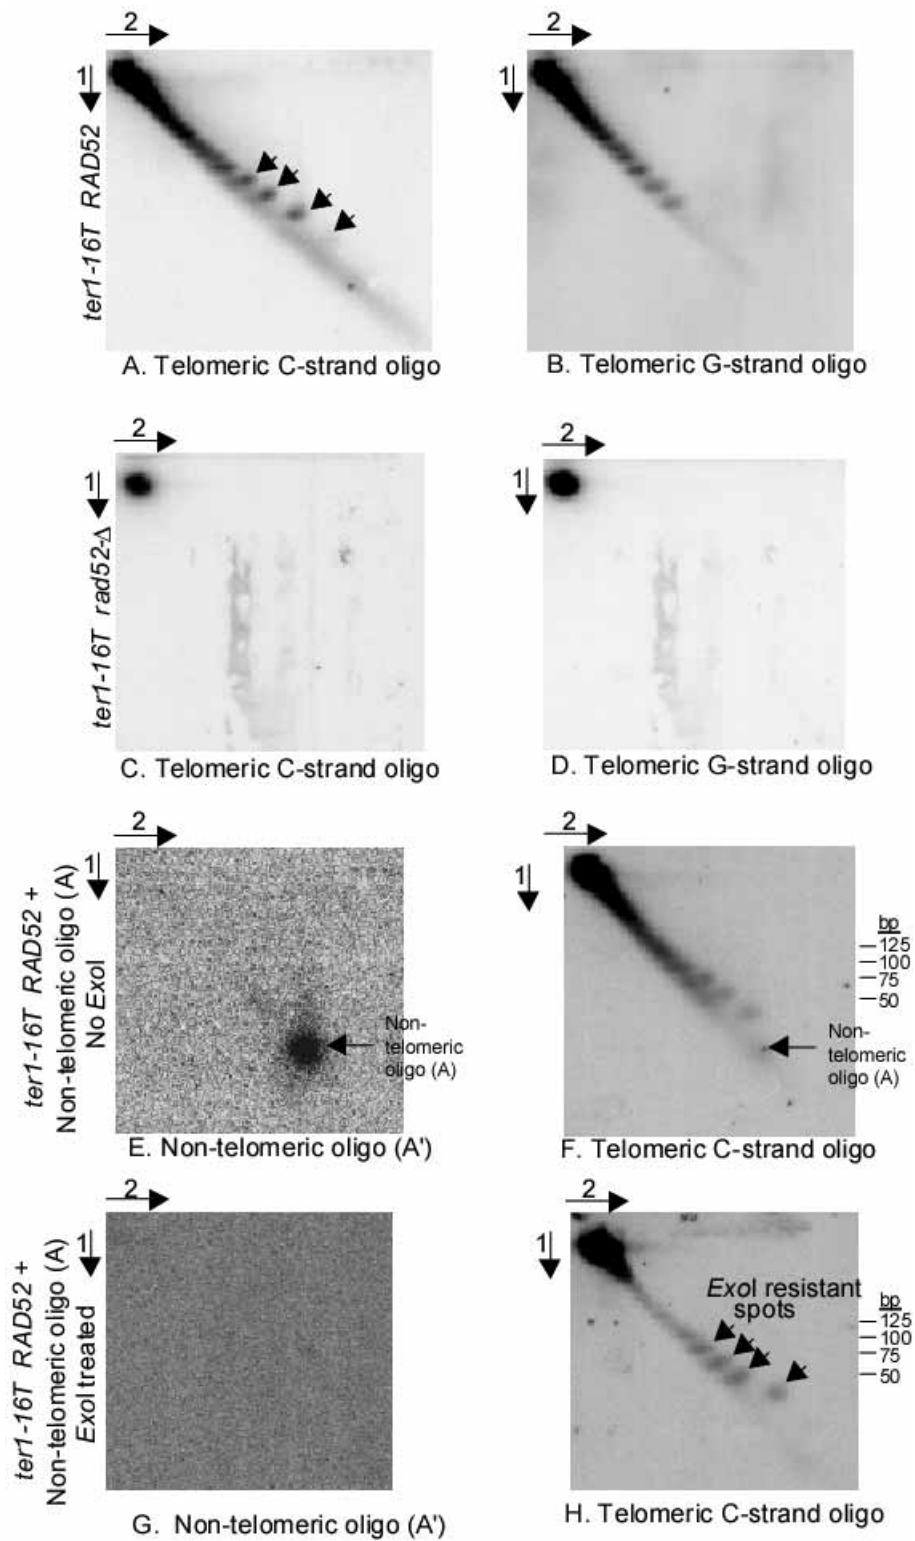 2
2
1
1
ter1-16T RAD52
A. Telomeric C-strand oligo
B. Telomeric G-strand oligo
2
2
1
1
ter1-16T rad52-Δ
C. Telomeric C-strand oligo
D. Telomeric G-strand oligo
2
2
1
1
ter1-16T RAD52 +
Non-telomeric oligo (A)
No ExoI
Non-
telomeric
oligo (A)
bp
125
100
75
50
Non-
telomeric
oligo (A)
E. Non-telomeric oligo (A')
F. Telomeric C-strand oligo
2
2
1
1
ter1-16T RAD52 +
Non-telomeric oligo (A)
ExoI treated
ExoI resistant
spots
bp
125
100
75
50
G. Non-telomeric oligo (A')
H. Telomeric C-strand oligo